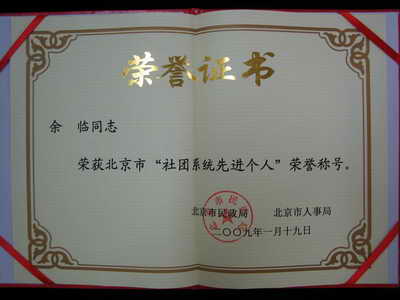 荣誉证书
余 临同志
荣获北京市“社团系统先进个人”荣誉称号。
北京市民政局 北京市人事局
二〇〇九年一月十九日